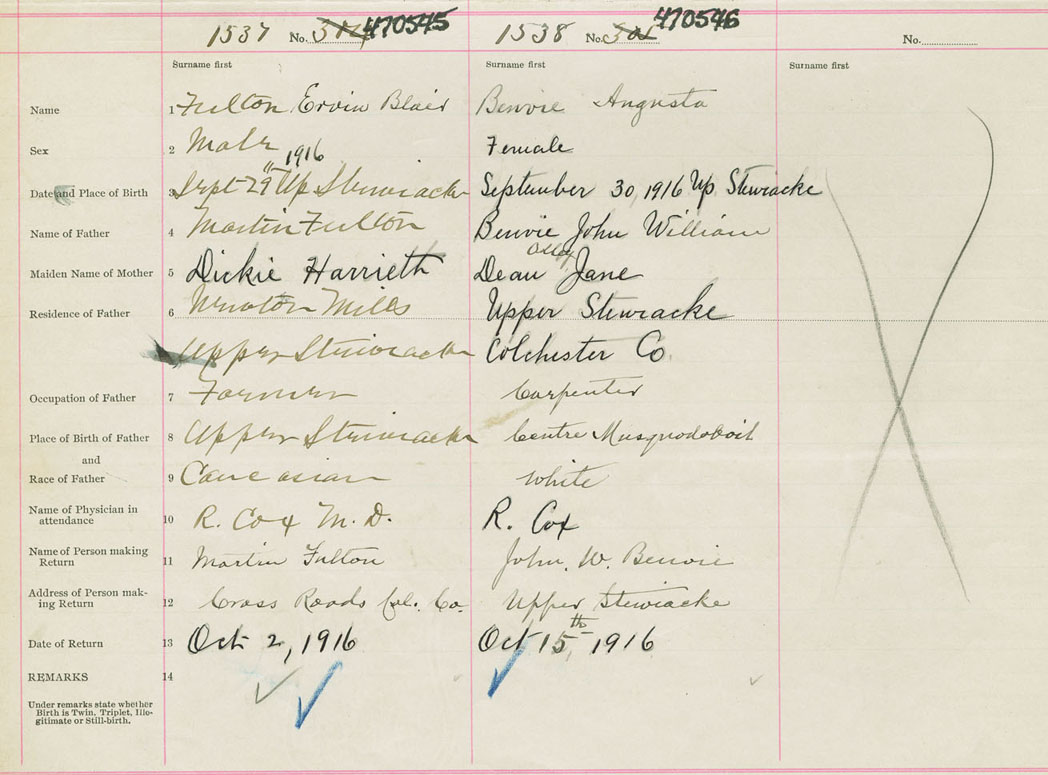 1537 No. 470545 1538 No. 470546 No.
Surname first Surname first Surname first
Name 1 Fulton Ervin Blair Benvie Augusta
Sex 2 Male Female
1916
Date and Place of Birth 3 Sept 29th Up Stewiacke September 30, 1916 Up. Stewiacke
Name of Father 4 Martin Fulton Benvie John William
Maiden Name of Mother 5 Dickie Harrieth Dean Jane
Residence of Father 6 Mills Upper Stewiacke
Upper Stewiacke Colchester Co.
Occupation of Father 7 Farmer Carpenter
Place of Birth of Father 8 Upper Stewiacke Centre Musquodoboit
and
Race of Father 9 Caucasian White
Name of Physician in
attendance 10 R. Cox M. D. R. Cox
Name of Person making
Return 11 Martin Fulton John. W. Benvie
Address of Person mak-
ing Return 12 Cross Roads Col. Co. Upper Stewiacke
Date of Return 13 Oct 2, 1916 Oct 15th, 1916
REMARKS 14
Under remarks state whether
Birth is Twin. Triplet, Ille-
gitimate or Still-birth.